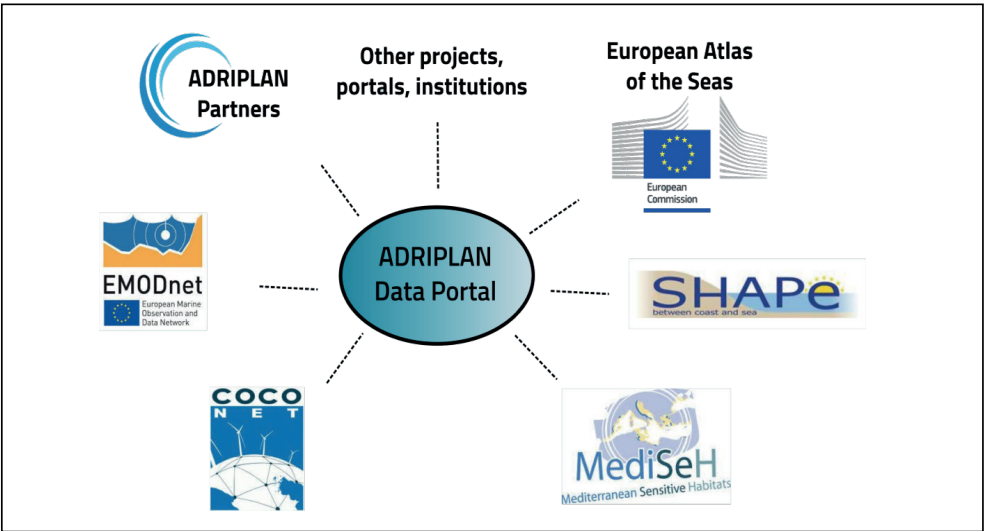 ADRIPLAN
Partners
Other projects,
portals, institutions
European Atlas
of the Seas
European
Commission
EMODnet
European Marine
Observation and
Data Network
ADRIPLAN
Data Portal
SHAPe
between coast and sea
COCO
NET
MediSeH
Mediterranean Sensitive Habitats